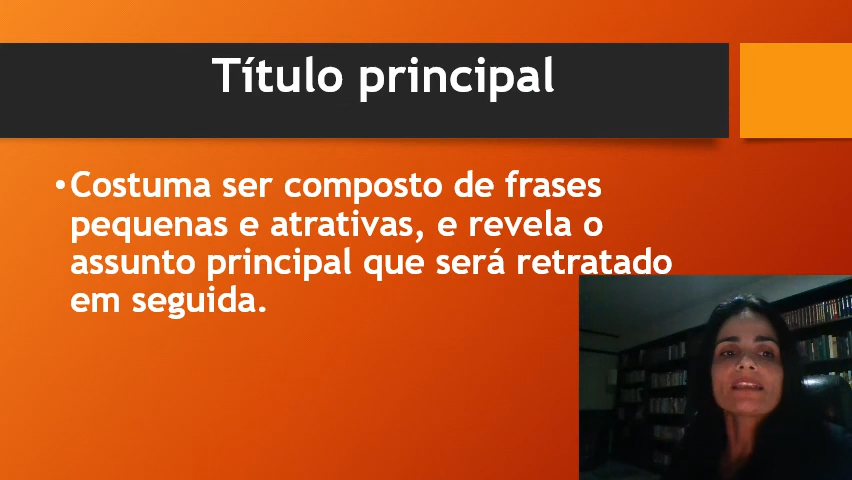 Título principal
•Costuma ser composto de frases
pequenas e atrativas, e revela o
assunto principal que será retratado
em seguida.